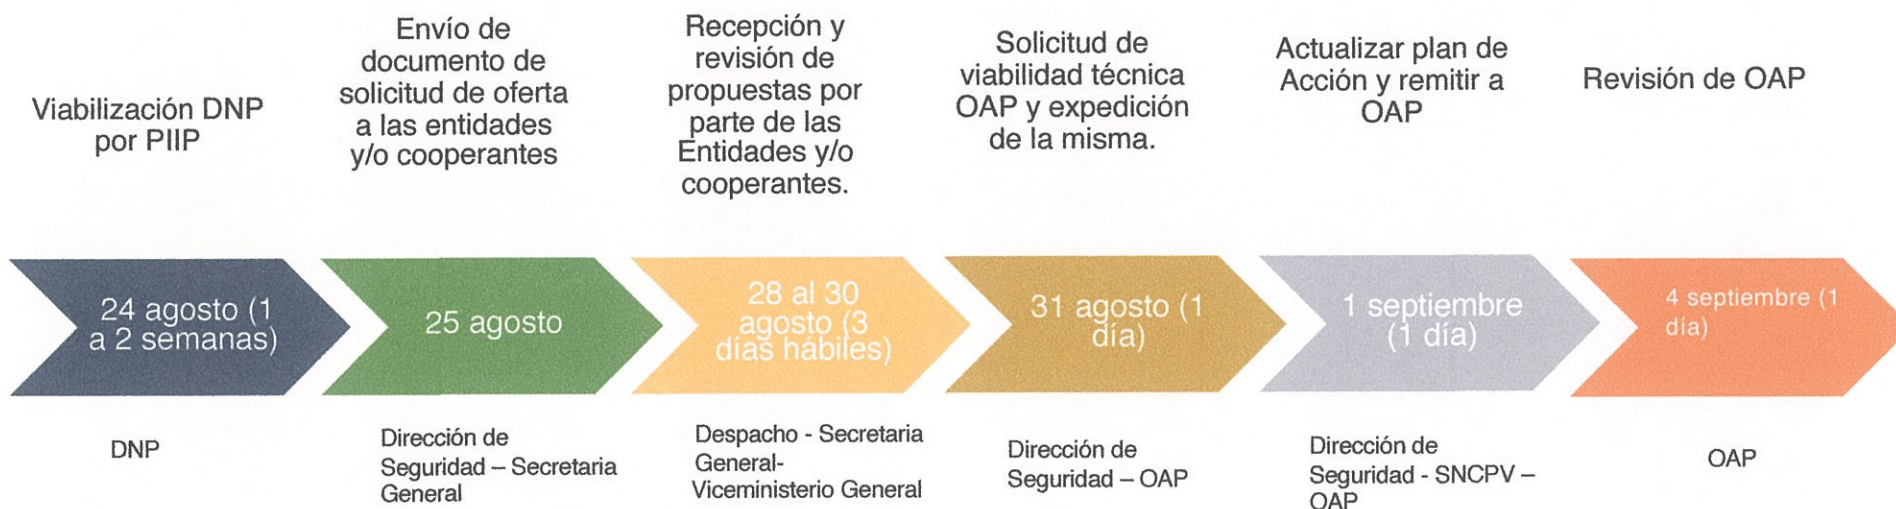 Viabilización DNP
por PIIP
Envío de
documento de
solicitud de oferta
a las entidades
y/o cooperantes
Recepción y
revisión de
propuestas por
parte de las
Entidades y/o
cooperantes.
Solicitud de
viabilidad técnica
OAP y expedición
de la misma.
Actualizar plan de
Acción y remitir a
OAP
Revisión de OAP
24 agosto (1
a 2 semanas)
25 agosto
28 al 30
agosto (3
días hábiles)
31 agosto (1
día)
1 septiembre
(1 día)
4 septiembre (1
día)
DNP
Dirección de
Seguridad – Secretaria
General
Despacho - Secretaria
General-
Viceministerio General
Dirección de
Seguridad – OAP
Dirección de
Seguridad - SNCPV –
OAP
OAP